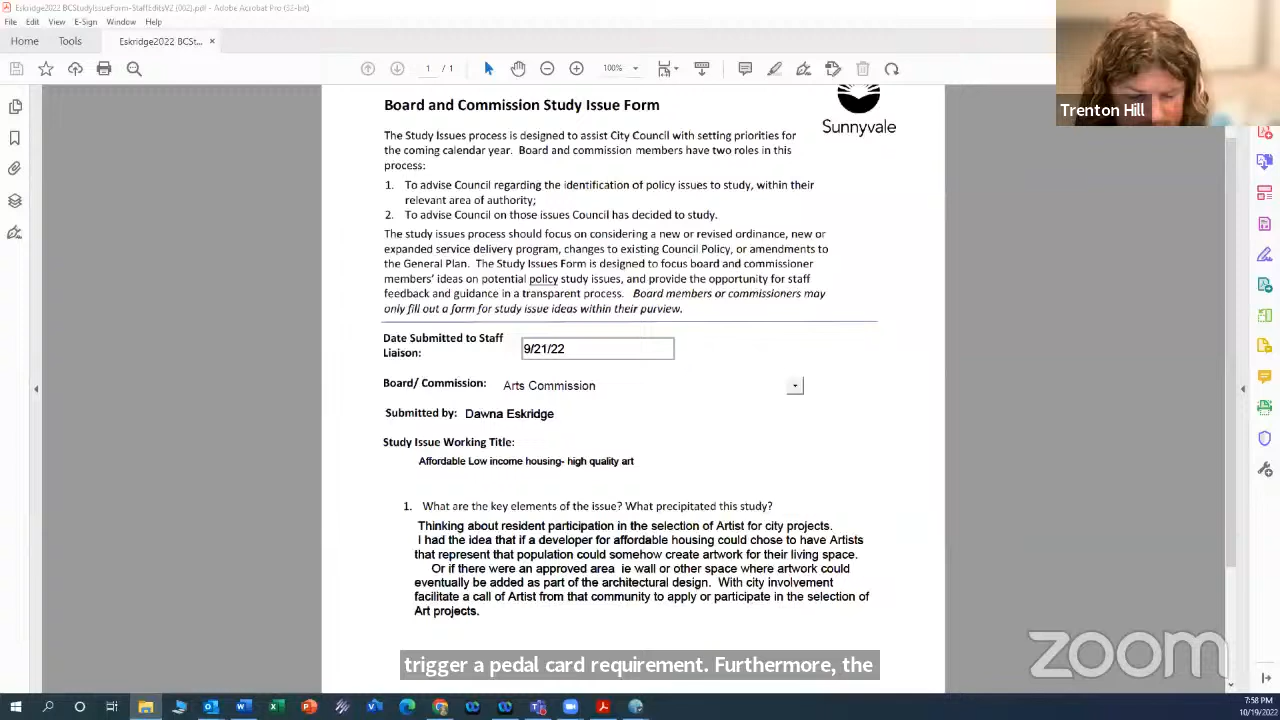 Eskridge2022 BCStudyIssueForm-StaffEditsV2 (002).pdf - Adobe Acrobat Pro (32-bit)
File Edit View E-Sign Window Help
Home Tools Eskridge2022 BCSt... ×
1 / 1 100%
Trenton Hill
Board and Commission Study Issue Form
Sunnyvale
The Study Issues process is designed to assist City Council with setting priorities for
the coming calendar year. Board and commission members have two roles in this
process:
1. To advise Council regarding the identification of policy issues to study, within their
relevant area of authority;
2. To advise Council on those issues Council has decided to study.
The study issues process should focus on considering a new or revised ordinance, new or
expanded service delivery program, changes to existing Council Policy, or amendments to
the General Plan. The Study Issues Form is designed to focus board and commissioner
members' ideas on potential policy study issues, and provide the opportunity for staff
feedback and guidance in a transparent process. Board members or commissioners may
only fill out a form for study issue ideas within their purview.
Date Submitted to Staff
Liaison:
9/21/22
Board/ Commission: Arts Commission
Submitted by: Dawna Eskridge
Study Issue Working Title:
Affordable Low income housing- high quality art
1. What are the key elements of the issue? What precipitated this study?
Thinking about resident participation in the selection of Artist for city projects.
I had the idea that if a developer for affordable housing could chose to have Artists
that represent that population could somehow create artwork for their living space.
Or if there were an approved area ie wall or other space where artwork could
eventually be added as part of the architectural design. With city involvement
facilitate a call of Artist from that community to apply or participate in the selection of
Art projects.
trigger a pedal card requirement. Furthermore, the
zoom
7:58 PM
10/19/2022